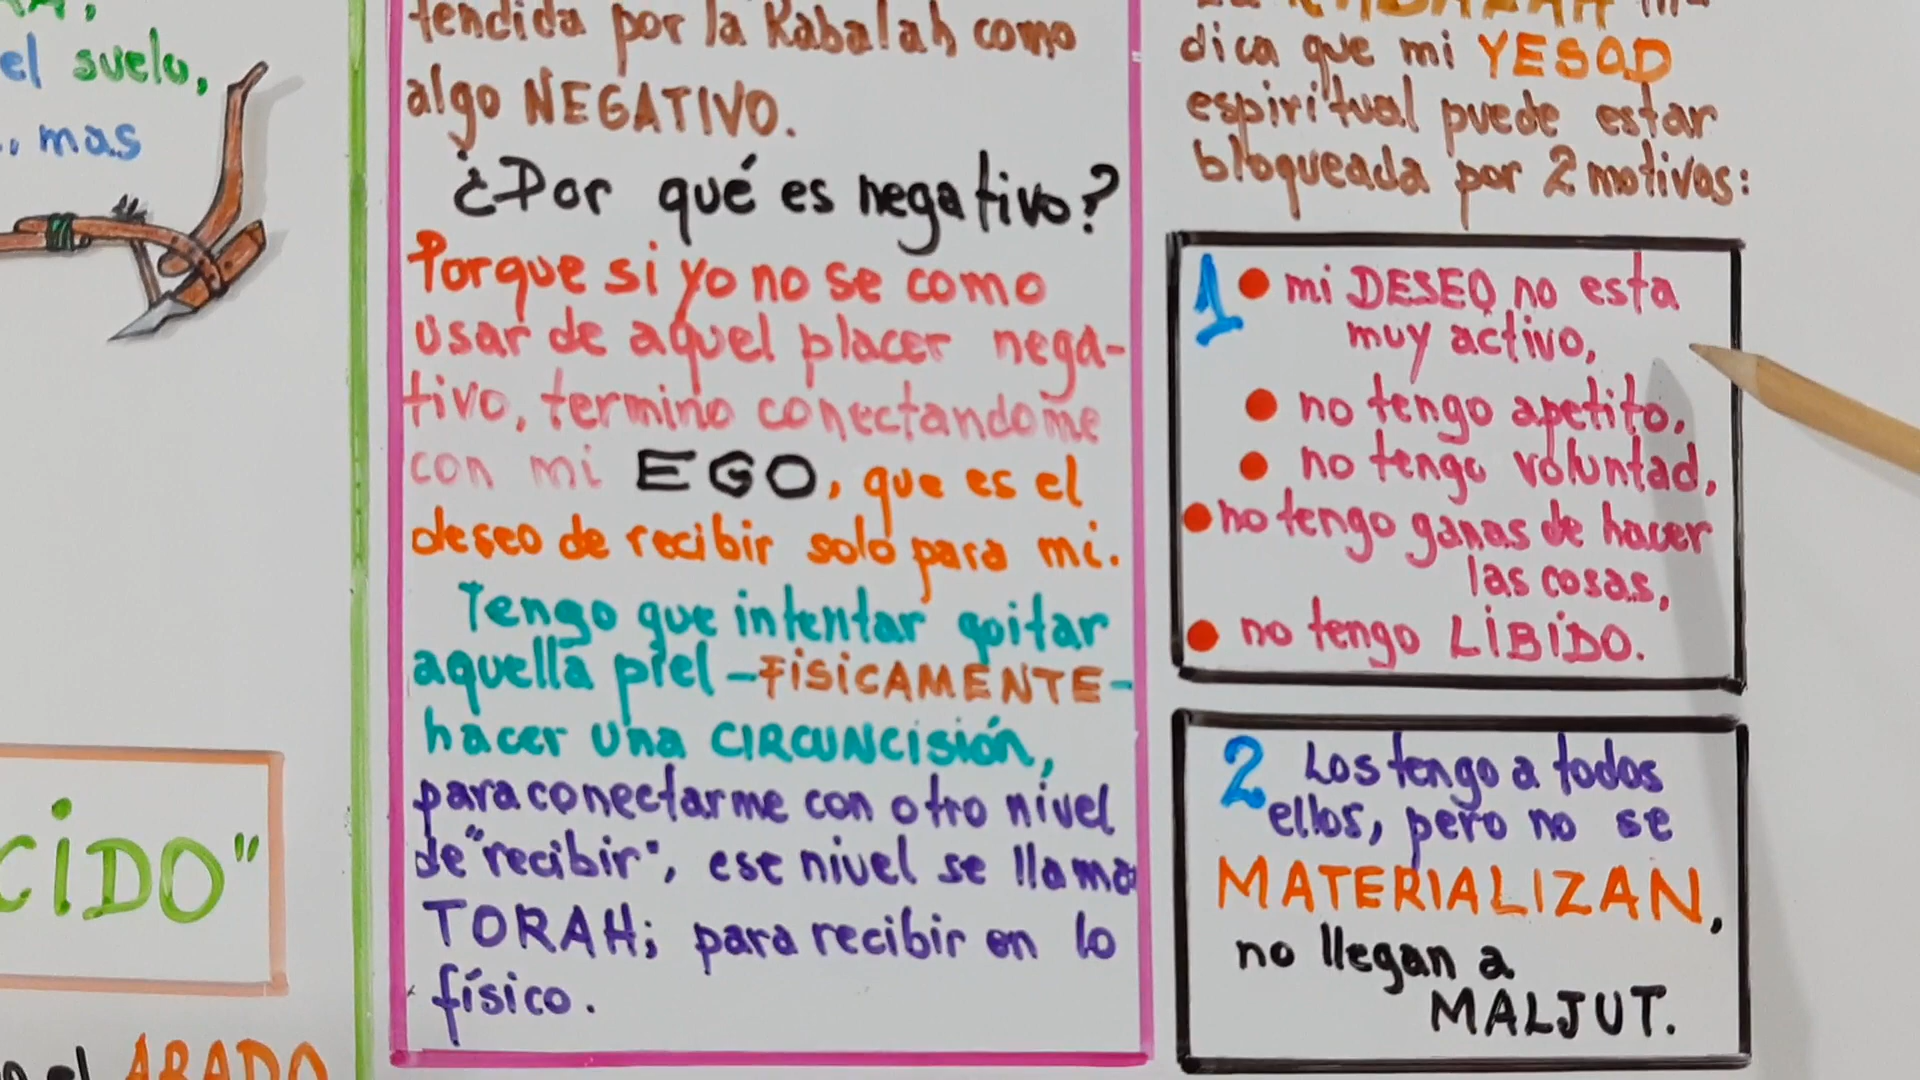 el suelo,
mas
CIDO"
el ARADO
tendida por la Kabalah como
algo NEGATIVO.
¿Por qué es negativo?
Porque si yo no se como
usar de aquel placer nega-
tivo, termino conectandome
con mi EGO, que es el
deseo de recibir solo para mi.
Tengo que intentar quitar
aquella piel -FISICAMENTE-
hacer una CIRCUNCISIÓN,
para conectarme con otro nivel
de "recibir", ese nivel se llama
TORAH; para recibir en lo
físico.
KABALAH in-
dica que mi YESOD
espiritual puede estar
bloqueada por 2 motivos:
1 • mi DESEO no esta
muy activo,
• no tengo apetito,
• no tengo voluntad,
• no tengo ganas de hacer
las cosas,
• no tengo LIBIDO.
2 Los tengo a todos
ellos, pero no se
MATERIALIZAN,
no llegan a
MALJUT.